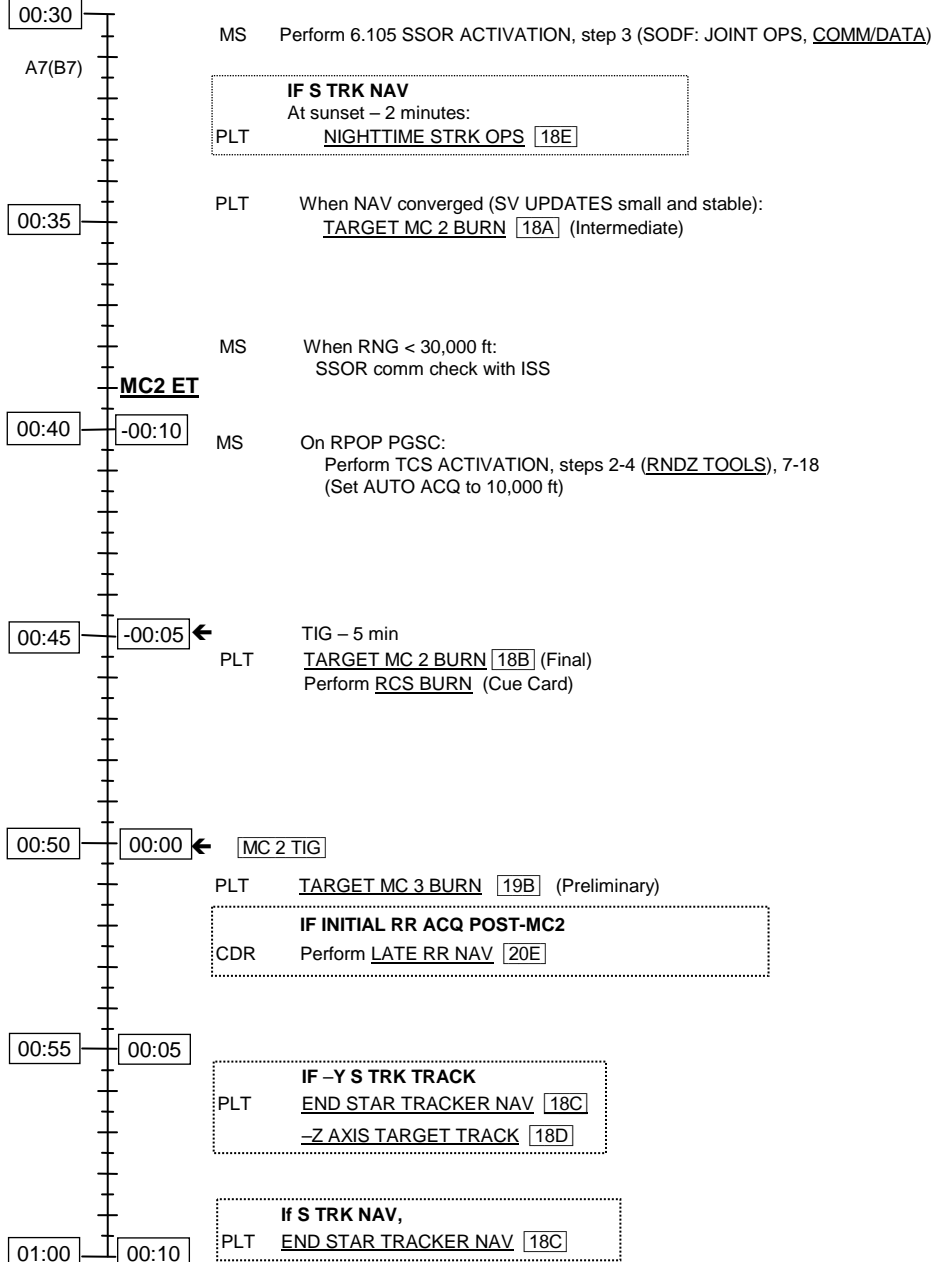 00:30
MS Perform 6.105 SSOR ACTIVATION, step 3 (SODF: JOINT OPS, COMM/DATA)
A7(B7)
IF S TRK NAV
At sunset – 2 minutes:
PLT NIGHTTIME STRK OPS 18E
PLT When NAV converged (SV UPDATES small and stable):
00:35 TARGET MC 2 BURN 18A (Intermediate)
MS When RNG < 30,000 ft:
SSOR comm check with ISS
MC2 ET
00:40 -00:10
MS On RPOP PGSC:
Perform TCS ACTIVATION, steps 2-4 (RNDZ TOOLS), 7-18
(Set AUTO ACQ to 10,000 ft)
00:45 -00:05 ← TIG – 5 min
PLT TARGET MC 2 BURN 18B (Final)
Perform RCS BURN (Cue Card)
00:50 00:00 ← MC 2 TIG
PLT TARGET MC 3 BURN 19B (Preliminary)
IF INITIAL RR ACQ POST-MC2
CDR Perform LATE RR NAV 20E
00:55 00:05
IF –Y S TRK TRACK
PLT END STAR TRACKER NAV 18C
–Z AXIS TARGET TRACK 18D
If S TRK NAV,
PLT END STAR TRACKER NAV 18C
01:00 00:10